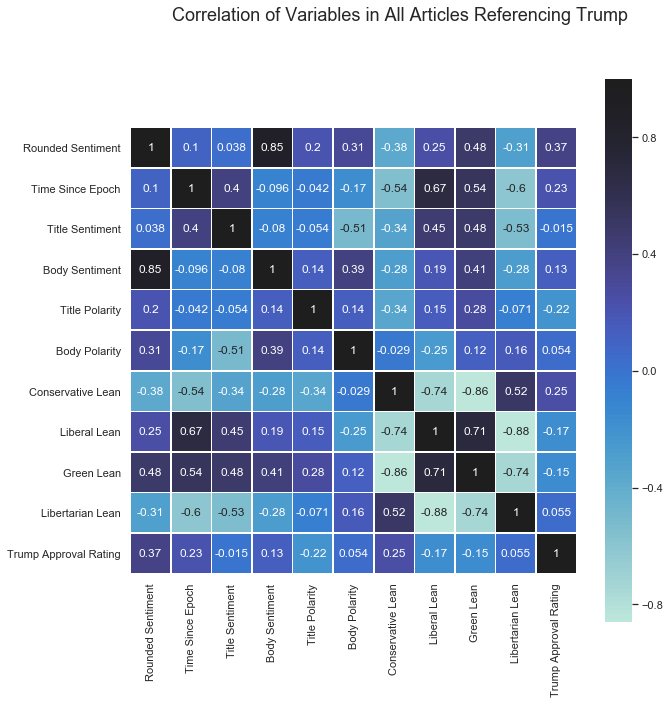 Correlation of Variables in All Articles Referencing Trump
Rounded Sentiment 1 0.1 0.038 0.85 0.2 0.31 -0.38 0.25 0.48 -0.31 0.37
Time Since Epoch 0.1 1 0.4 -0.096 -0.042 -0.17 -0.54 0.67 0.54 -0.6 0.23
Title Sentiment 0.038 0.4 1 -0.08 -0.054 -0.51 -0.34 0.45 0.48 -0.53 -0.015
Body Sentiment 0.85 -0.096 -0.08 1 0.14 0.39 -0.28 0.19 0.41 -0.28 0.13
Title Polarity 0.2 -0.042 -0.054 0.14 1 0.14 -0.34 0.15 0.28 -0.071 -0.22
Body Polarity 0.31 -0.17 -0.51 0.39 0.14 1 -0.029 -0.25 0.12 0.16 0.054
Conservative Lean -0.38 -0.54 -0.34 -0.28 -0.34 -0.029 1 -0.74 -0.86 0.52 0.25
Liberal Lean 0.25 0.67 0.45 0.19 0.15 -0.25 -0.74 1 0.71 -0.88 -0.17
Green Lean 0.48 0.54 0.48 0.41 0.28 0.12 -0.86 0.71 1 -0.74 -0.15
Libertarian Lean -0.31 -0.6 -0.53 -0.28 -0.071 0.16 0.52 -0.88 -0.74 1 0.055
Trump Approval Rating 0.37 0.23 -0.015 0.13 -0.22 0.054 0.25 -0.17 -0.15 0.055 1
Rounded Sentiment
Time Since Epoch
Title Sentiment
Body Sentiment
Title Polarity
Body Polarity
Conservative Lean
Liberal Lean
Green Lean
Libertarian Lean
Trump Approval Rating
0.8
0.4
0.0
−0.4
−0.8